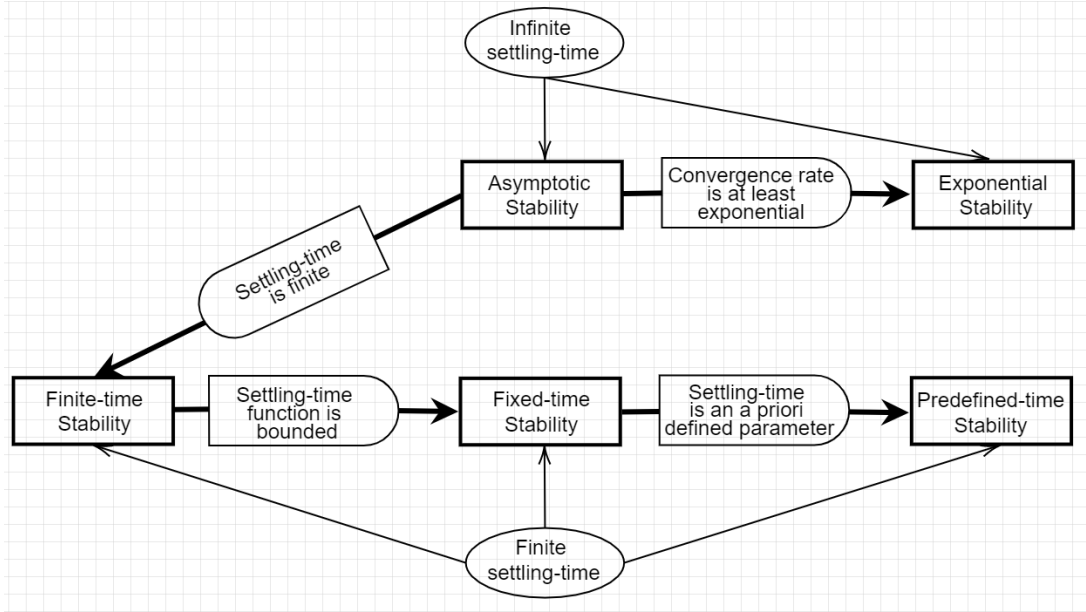 Infinite
settling-time
Asymptotic
Stability
Convergence rate
is at least
exponential
Exponential
Stability
Settling-time
is finite
Finite-time
Stability
Settling-time
function is
bounded
Fixed-time
Stability
Settling-time
is an a priori
defined parameter
Predefined-time
Stability
Finite
settling-time